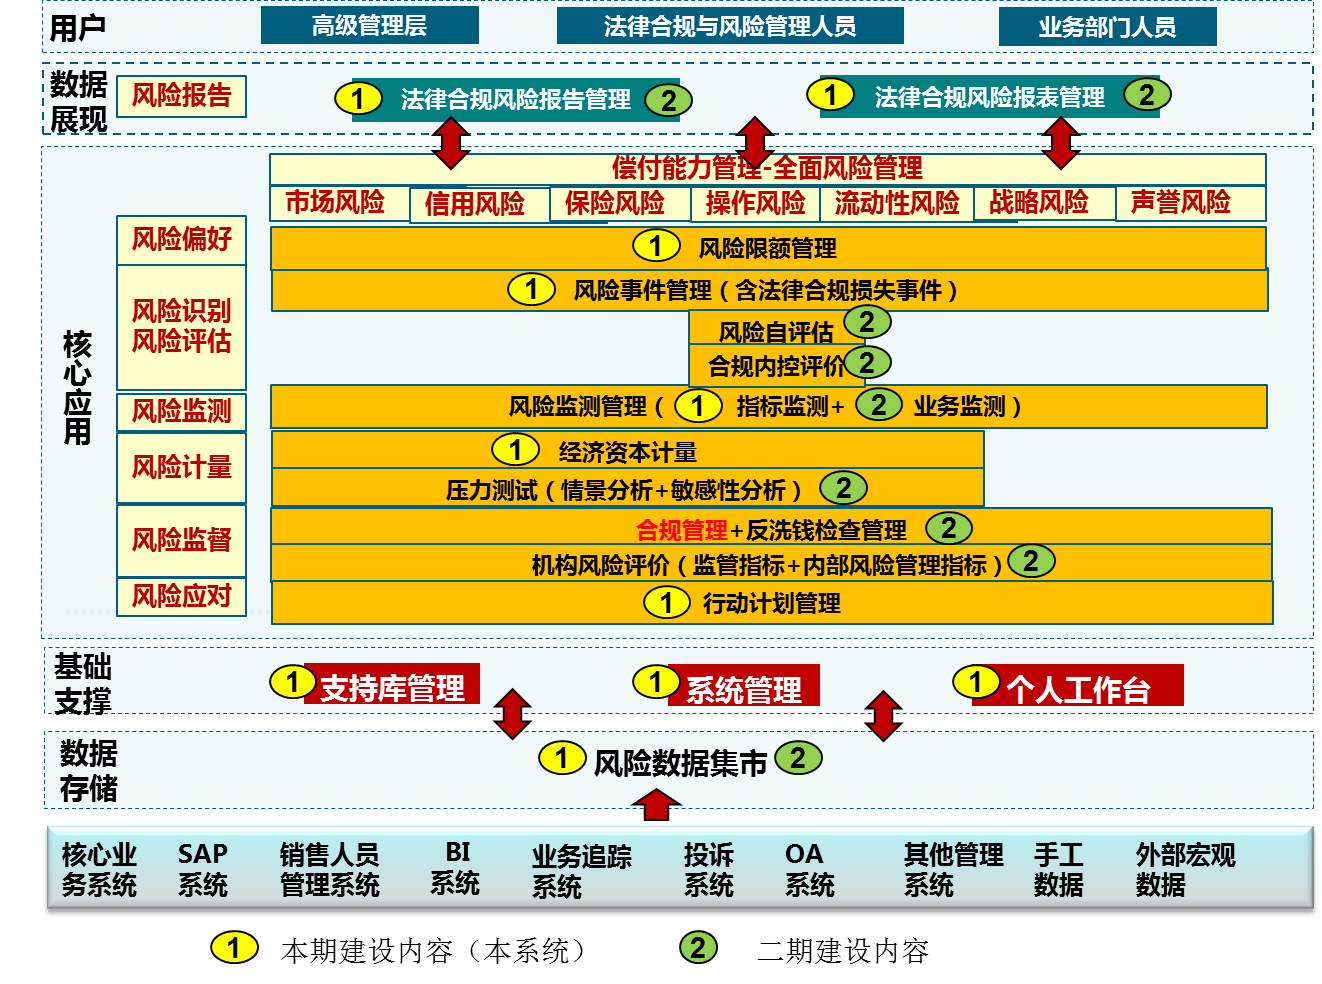 用户
高级管理层
法律合规与风险管理人员
业务部门人员
数据
展现
风险报告
1 法律合规风险报告管理 2
1 法律合规风险报表管理 2
偿付能力管理-全面风险管理
市场风险
信用风险
保险风险
操作风险
流动性风险
战略风险
声誉风险
核心应用
风险偏好
1 风险限额管理
风险识别
风险评估
1 风险事件管理（含法律合规损失事件）
风险自评估 2
合规内控评价 2
风险监测
风险监测管理（ 1 指标监测+ 2 业务监测）
风险计量
1 经济资本计量
压力测试（情景分析+敏感性分析） 2
风险监督
合规管理+反洗钱检查管理 2
机构风险评价（监管指标+内部风险管理指标） 2
风险应对
1 行动计划管理
基础
支撑
1 支持库管理
1 系统管理
1 个人工作台
数据
存储
1 风险数据集市 2
核心业
务系统
SAP
系统
销售人员
管理系统
BI
系统
业务追踪
系统
投诉
系统
OA
系统
其他管理
系统
手工
数据
外部宏观
数据
1 本期建设内容（本系统）
2 二期建设内容